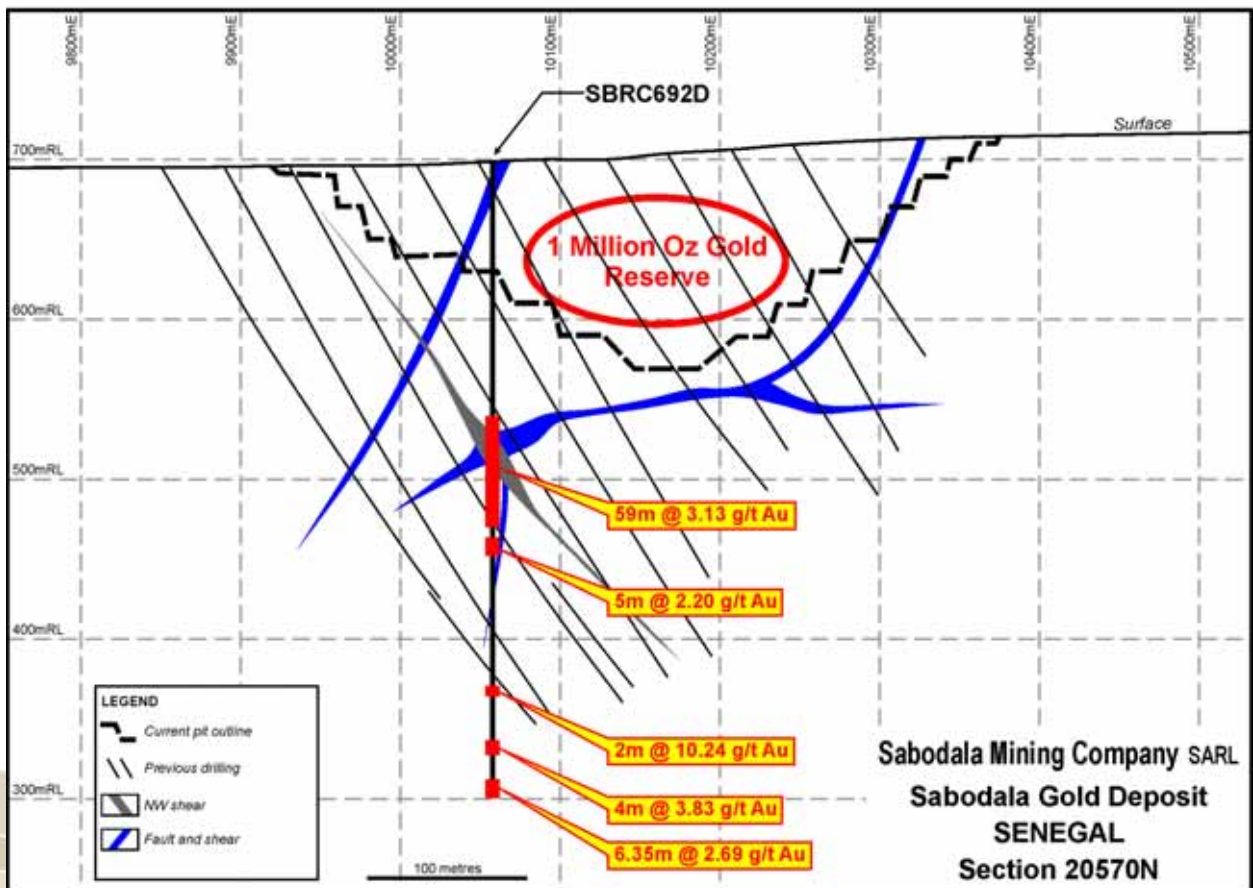 9800mE
9900mE
10000mE
10100mE
10200mE
10300mE
10400mE
10500mE
SBRC692D
Surface
700mRL
1 Million Oz Gold
Reserve
600mRL
500mRL
59m @ 3.13 g/t Au
5m @ 2.20 g/t Au
400mRL
LEGEND
Current pit outline
Previous drilling
NW shear
Fault and shear
2m @ 10.24 g/t Au
4m @ 3.83 g/t Au
6.35m @ 2.69 g/t Au
300mRL
100 metres
Sabodala Mining Company SARL
Sabodala Gold Deposit
SENEGAL
Section 20570N